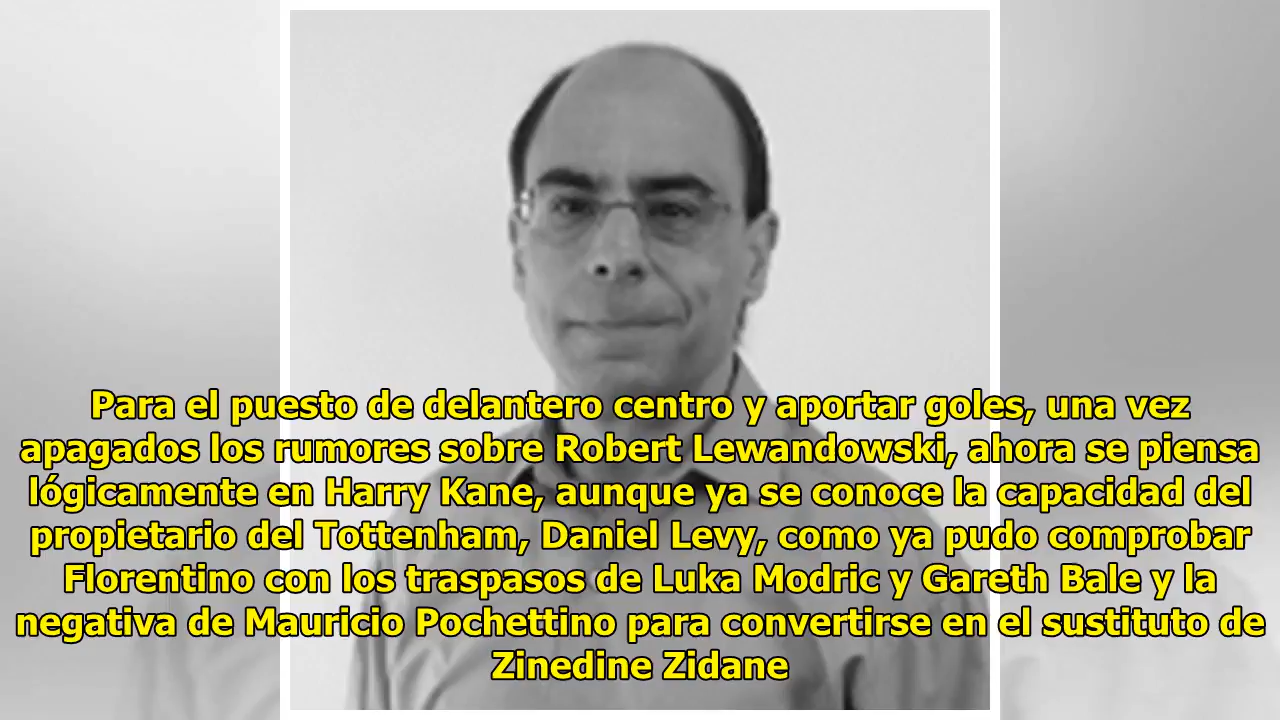 Para el puesto de delantero centro y aportar goles, una vez
apagados los rumores sobre Robert Lewandowski, ahora se piensa
lógicamente en Harry Kane, aunque ya se conoce la capacidad del
propietario del Tottenham, Daniel Levy, como ya pudo comprobar
Florentino con los traspasos de Luka Modric y Gareth Bale y la
negativa de Mauricio Pochettino para convertirse en el sustituto de
Zinedine Zidane